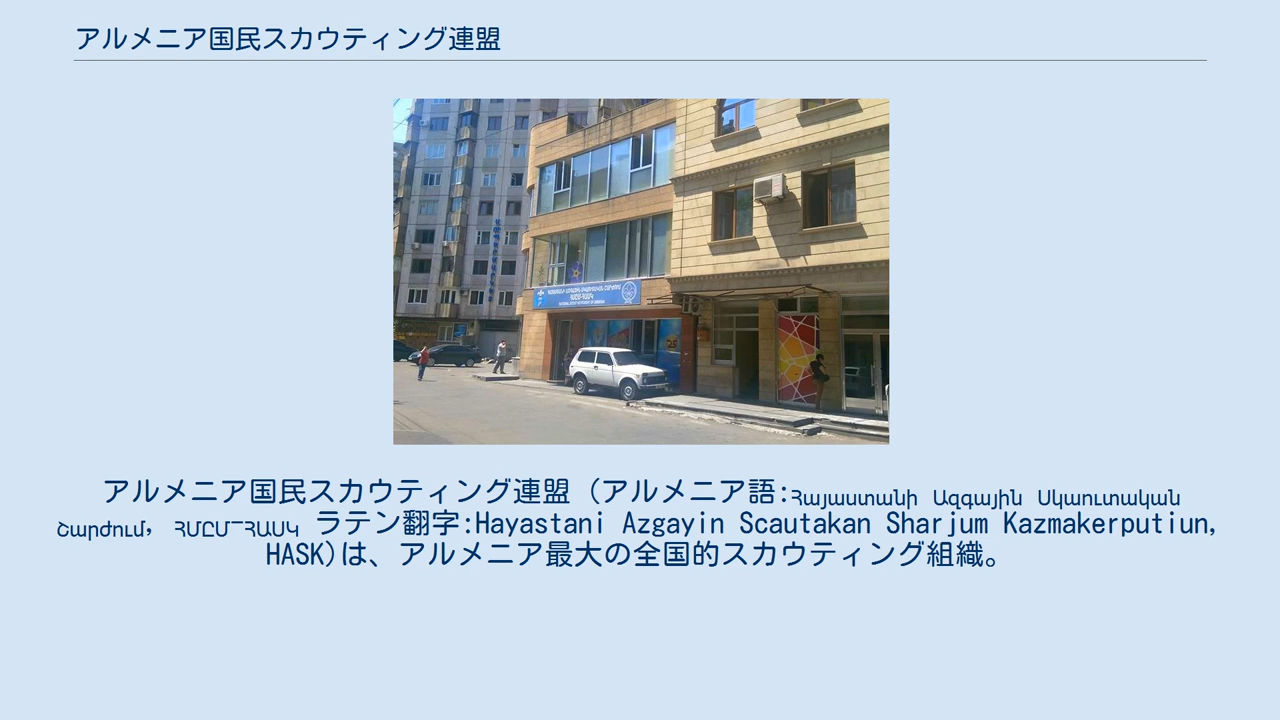 アルメニア国民スカウティング連盟
アルメニア国民スカウティング連盟 (アルメニア語:Հայաստանի Ազգային Սկաուտական
Շարժում, ՀՄԸՄ-ՀԱՍԿ ラテン翻字:Hayastani Azgayin Scautakan Sharjum Kazmakerputiun,
HASK)は、アルメニア最大の全国的スカウティング組織。